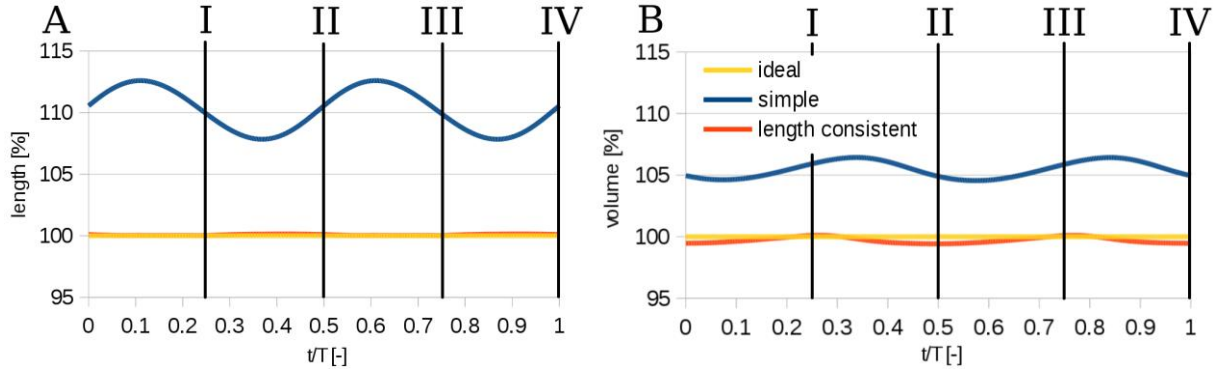 A I II III IV
115
110
105
100
95
length [%]
0 0.1 0.2 0.3 0.4 0.5 0.6 0.7 0.8 0.9 1
t/T [-]
B I II III IV
115
110
105
100
95
volume [%]
ideal
simple
length consistent
0 0.1 0.2 0.3 0.4 0.5 0.6 0.7 0.8 0.9 1
t/T [-]